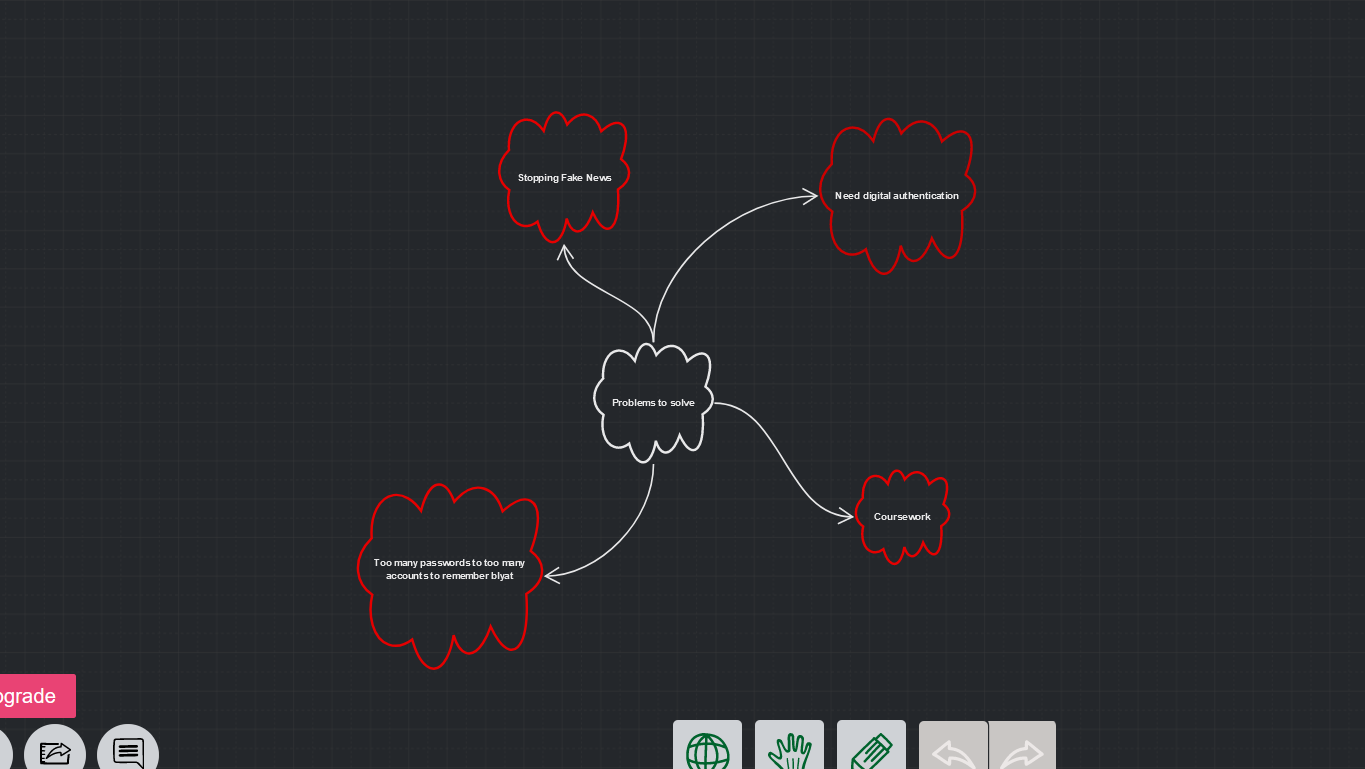 Stopping Fake News
Need digital authentication
Problems to solve
Coursework
Too many passwords to too many
accounts to remember blyat
pgrade